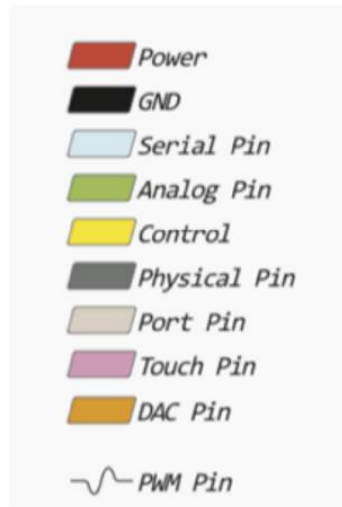 Power
GND
Serial Pin
Analog Pin
Control
Physical Pin
Port Pin
Touch Pin
DAC Pin
PWM Pin